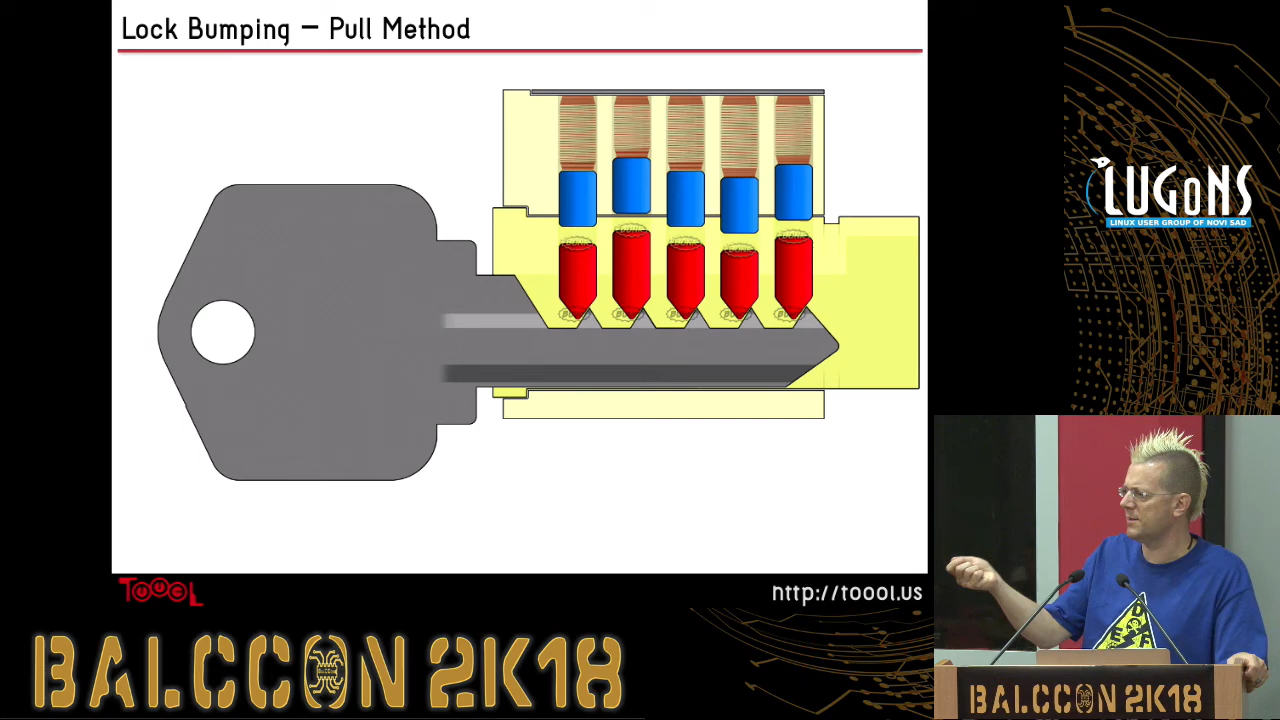 Lock Bumping – Pull Method
LUGoNS
LINUX USER GROUP OF NOVI SAD
TOOOL
http://toool.us
BALCCON 2K18
BALCCON 2K18